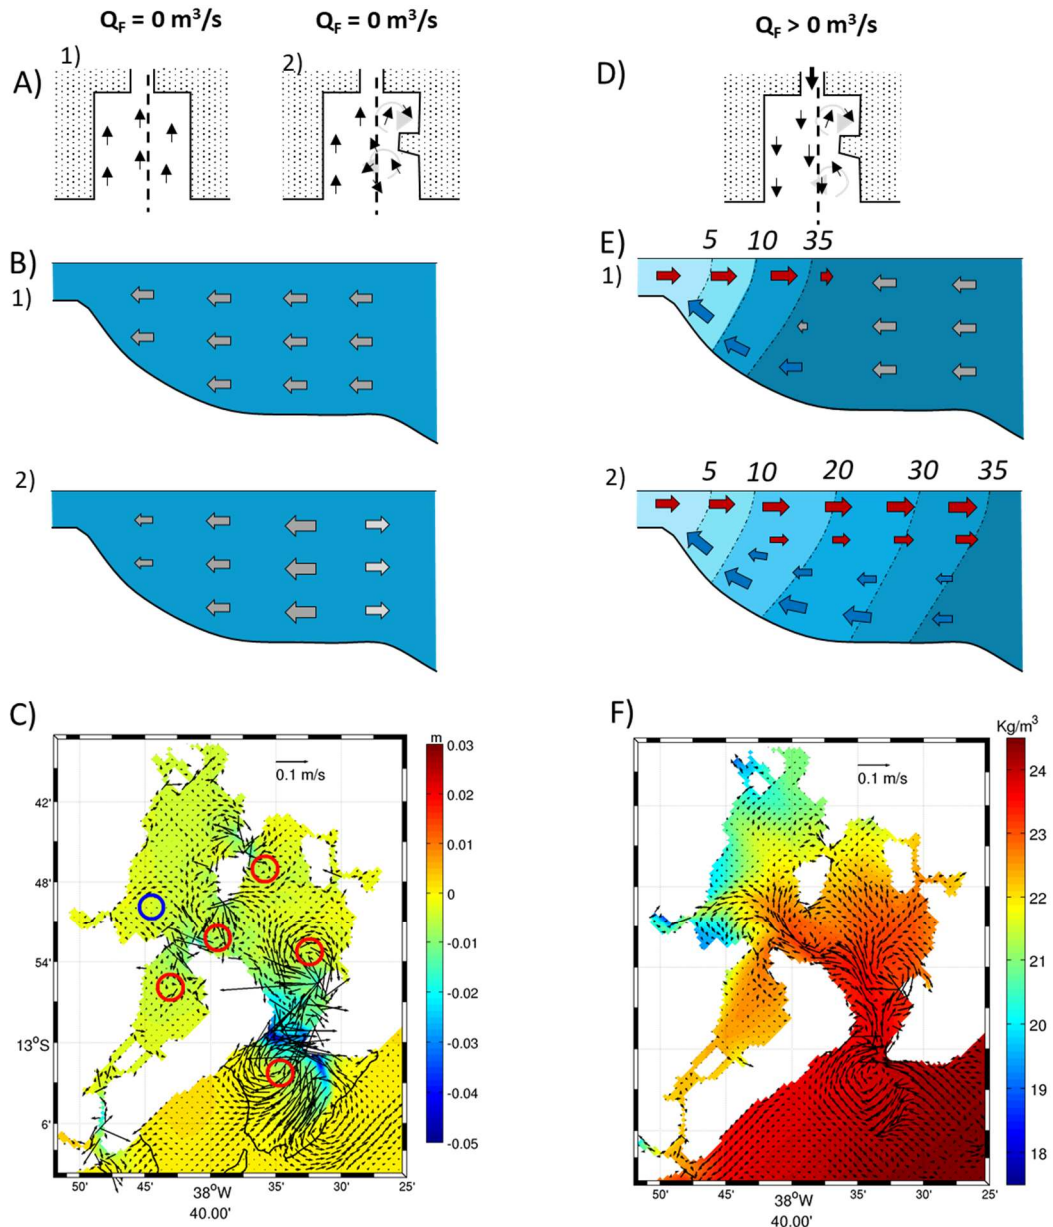 Q_F = 0 m³/s
Q_F = 0 m³/s
Q_F > 0 m³/s
A)
1)
2)
D)
B)
1)
E)
1)
5 10 35
2)
2)
5 10 20 30 35
C)
m
0.03
0.02
0.01
0
-0.01
-0.02
-0.03
-0.04
-0.05
0.1 m/s
42'
48'
54'
13°S
6'
50' 45' 38°W 35' 30' 25'
40.00'
F)
Kg/m³
24
23
22
21
20
19
18
0.1 m/s
50' 45' 38°W 35' 30' 25'
40.00'